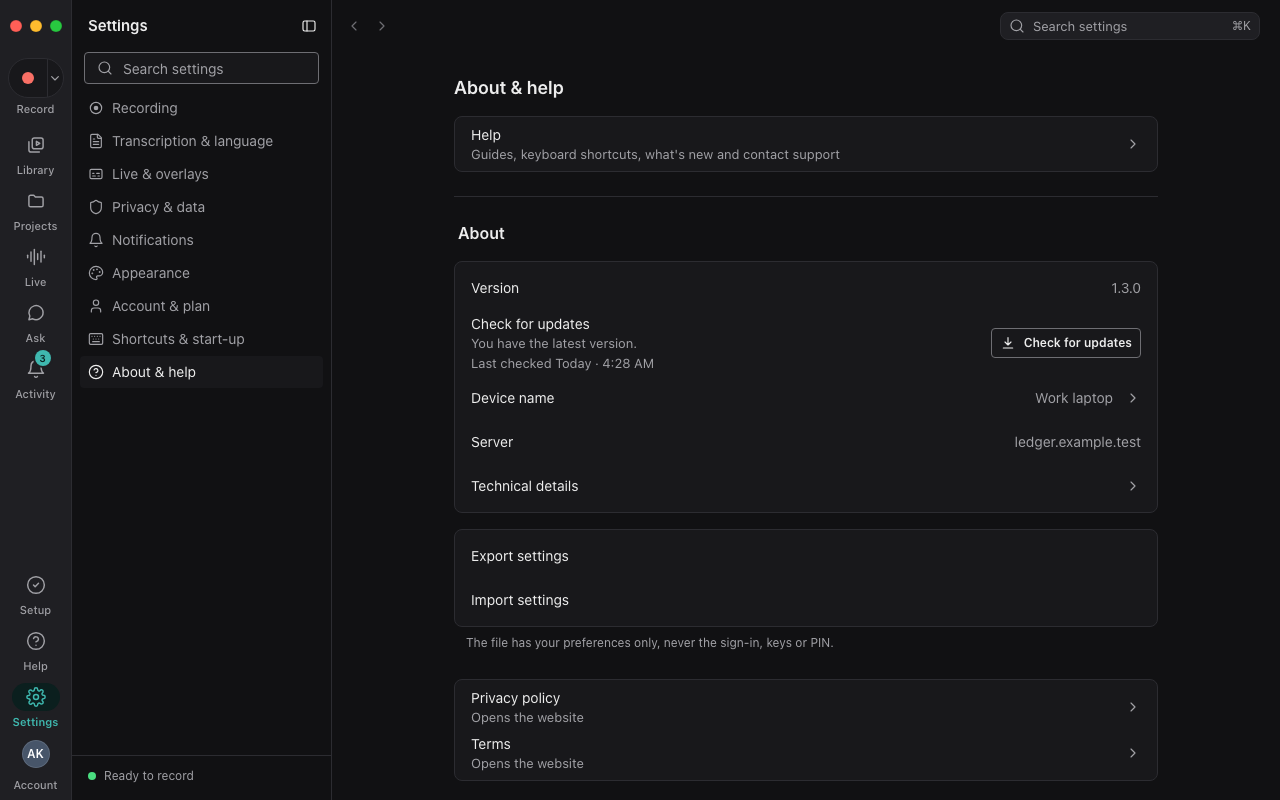 Record
Library
Projects
Live
Ask
3
Activity
Setup
Help
Settings
AK
Account
Settings
Search settings
Recording
Transcription & language
Live & overlays
Privacy & data
Notifications
Appearance
Account & plan
Shortcuts & start-up
About & help
Ready to record
Search settings ⌘K
About & help
Help
Guides, keyboard shortcuts, what's new and contact support
About
Version 1.3.0
Check for updates
You have the latest version.
Last checked Today · 4:28 AM
Check for updates
Device name Work laptop
Server ledger.example.test
Technical details
Export settings
Import settings
The file has your preferences only, never the sign-in, keys or PIN.
Privacy policy
Opens the website
Terms
Opens the website